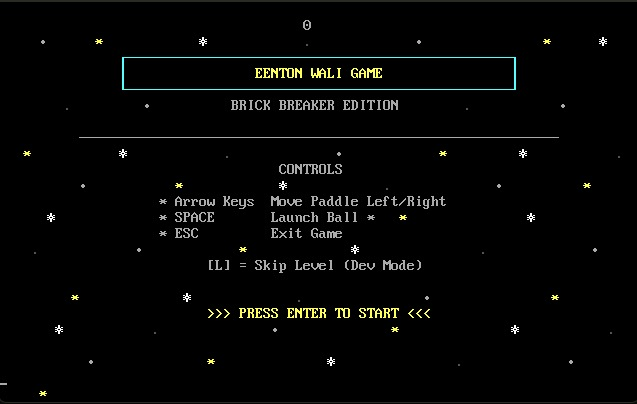 0
EENTON WALI GAME
BRICK BREAKER EDITION
CONTROLS
* Arrow Keys Move Paddle Left/Right
* SPACE Launch Ball *
* ESC Exit Game
[L] = Skip Level (Dev Mode)
>>> PRESS ENTER TO START <<<